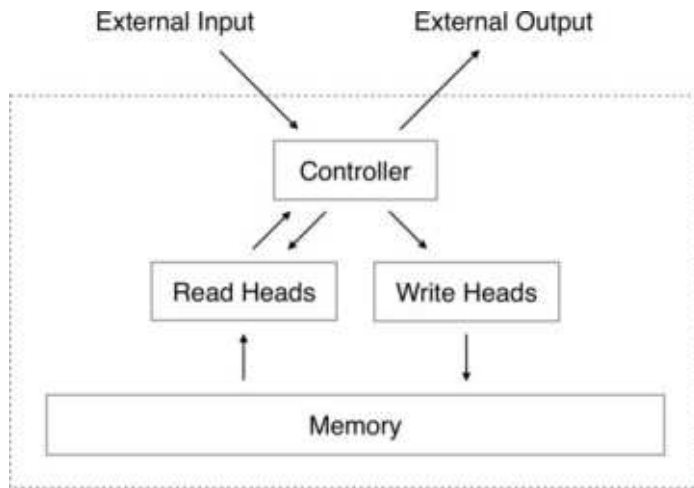 External Input
External Output
Controller
Read Heads
Write Heads
Memory